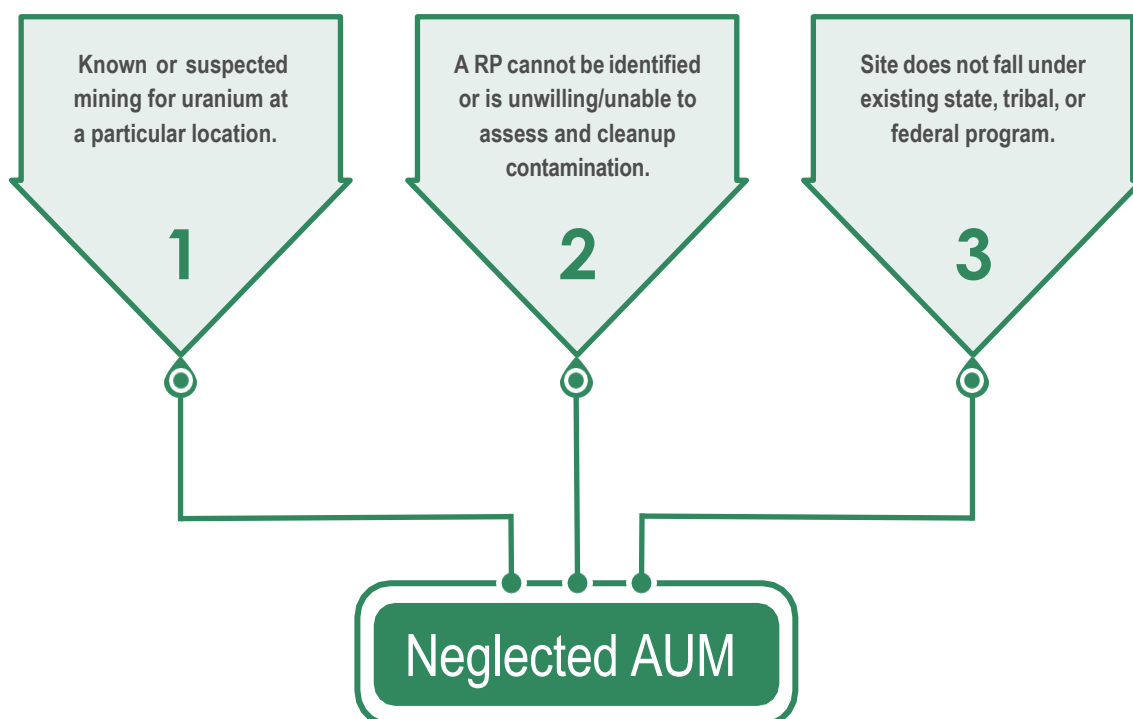 Known or suspected
mining for uranium at
a particular location.
1
A RP cannot be identified
or is unwilling/unable to
assess and cleanup
contamination.
2
Site does not fall under
existing state, tribal, or
federal program.
3
Neglected AUM